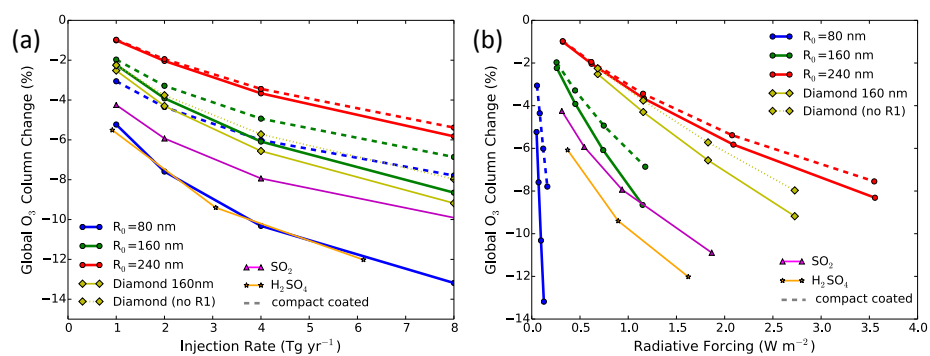 (a)
Global O₃ Column Change (%)
0
−2
−4
−6
−8
−10
−12
−14
R₀=80 nm
R₀=160 nm
R₀=240 nm
Diamond 160nm
Diamond (no R1)
SO₂
H₂SO₄
compact coated
0 1 2 3 4 5 6 7 8
Injection Rate (Tg yr⁻¹)
(b)
Global O₃ Column Change (%)
0
−2
−4
−6
−8
−10
−12
−14
R₀=80 nm
R₀=160 nm
R₀=240 nm
Diamond 160 nm
Diamond (no R1)
SO₂
H₂SO₄
compact coated
0.0 0.5 1.0 1.5 2.0 2.5 3.0 3.5 4.0
Radiative Forcing (W m⁻²)